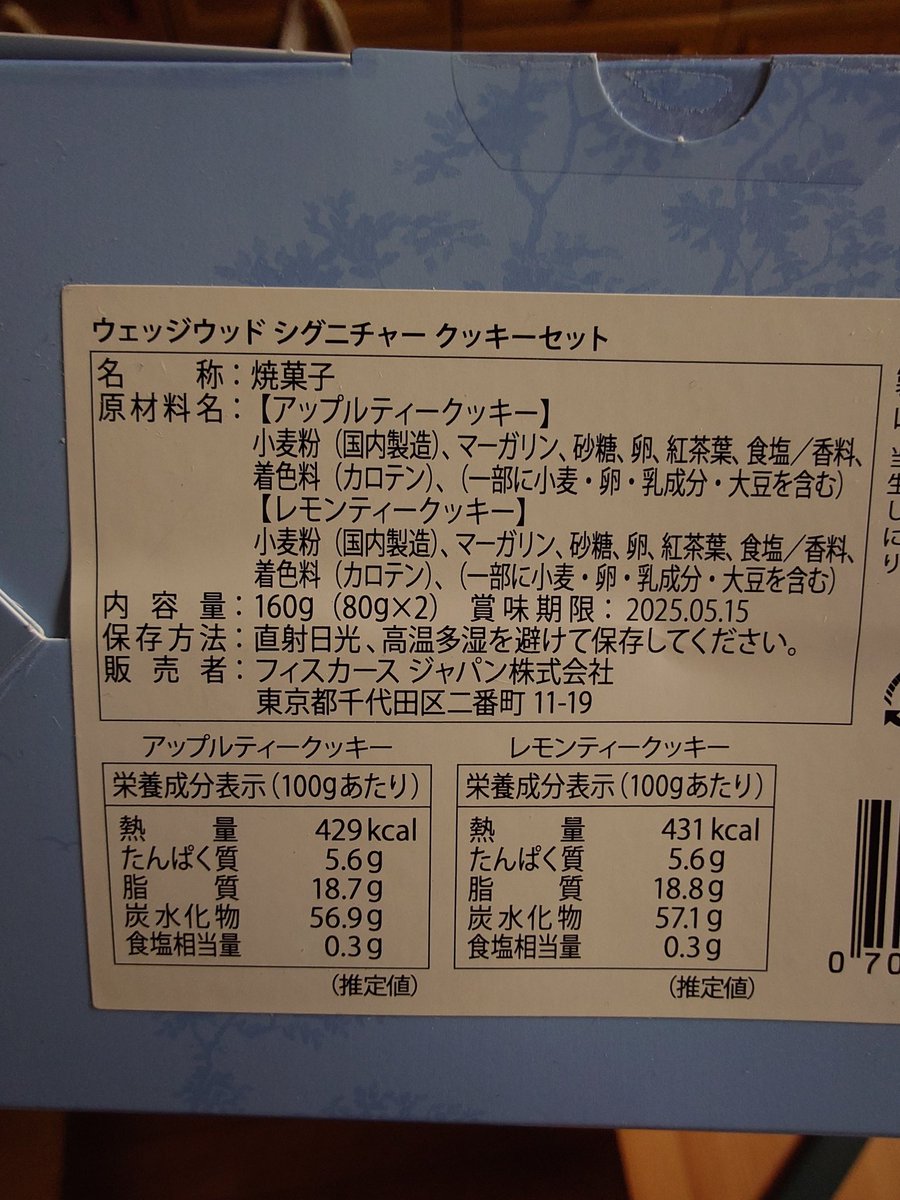 ウェッジウッド シグニチャー クッキーセット
名　　称：焼菓子
原材料名：【アップルティークッキー】
小麦粉（国内製造）、マーガリン、砂糖、卵、紅茶葉、食塩／香料、
着色料（カロテン）、（一部に小麦・卵・乳成分・大豆を含む）
【レモンティークッキー】
小麦粉（国内製造）、マーガリン、砂糖、卵、紅茶葉、食塩／香料、
着色料（カロテン）、（一部に小麦・卵・乳成分・大豆を含む）
内 容 量：160g（80g×2）　賞味期限：2025.05.15
保存方法：直射日光、高温多湿を避けて保存してください。
販 売 者：フィスカース ジャパン株式会社
東京都千代田区二番町 11-19
アップルティークッキー
栄養成分表示（100gあたり）
熱　　量　429kcal
たんぱく質　5.6g
脂　　質　18.7g
炭水化物　56.9g
食塩相当量　0.3g
（推定値）
レモンティークッキー
栄養成分表示（100gあたり）
熱　　量　431kcal
たんぱく質　5.6g
脂　　質　18.8g
炭水化物　57.1g
食塩相当量　0.3g
（推定値）
当
生
し
に
り
0 70